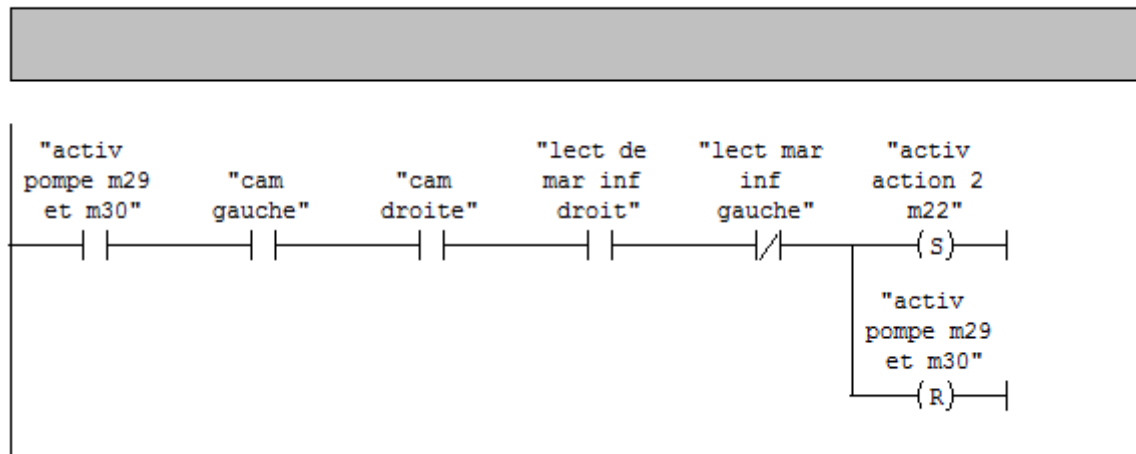 "activ
pompe m29
et m30"
"cam
gauche"
"cam
droite"
"lect de
mar inf
droit"
"lect mar
inf
gauche"
"activ
action 2
m22"
S
"activ
pompe m29
et m30"
R